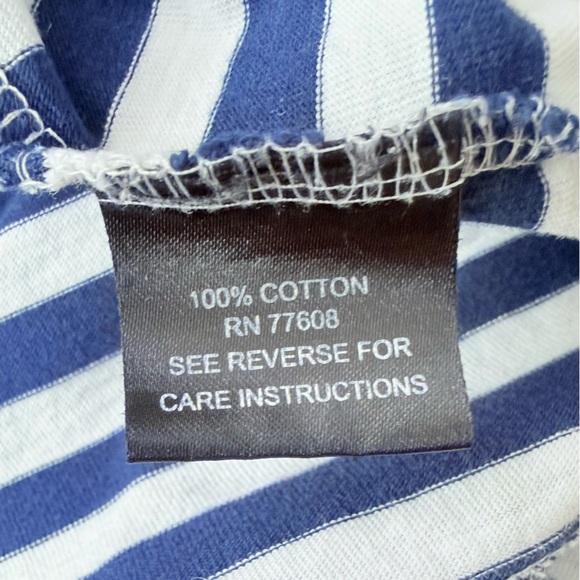 100% COTTON
RN 77608
SEE REVERSE FOR
CARE INSTRUCTIONS